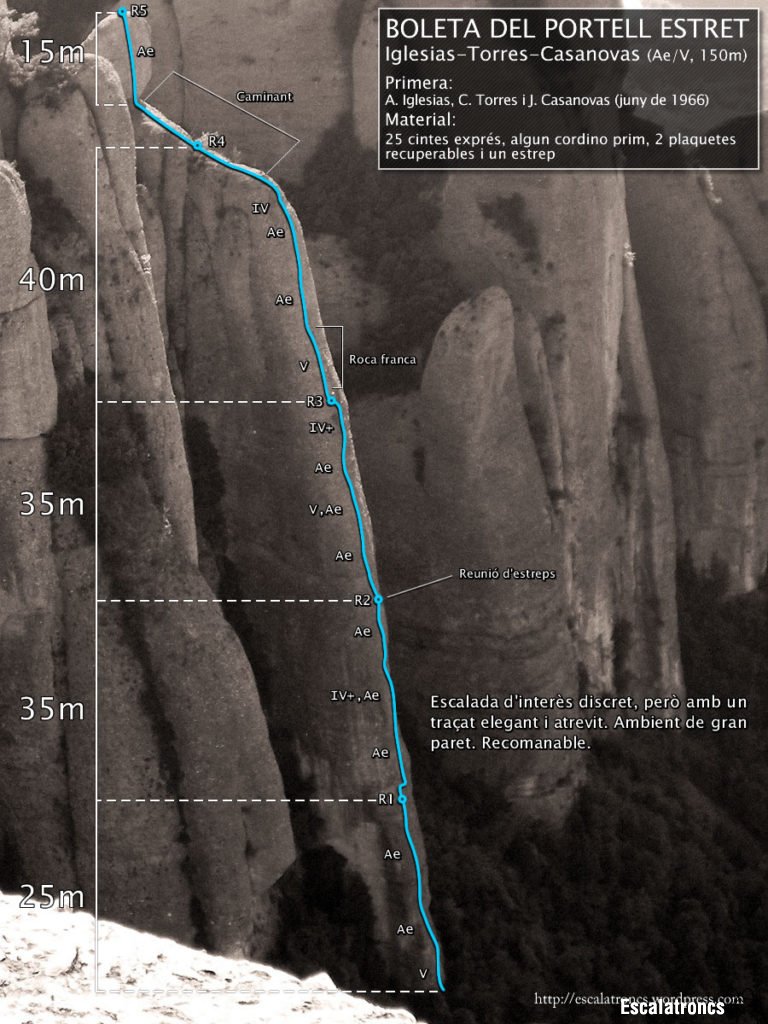 BOLETA DEL PORTELL ESTRET
Iglesias-Torres-Casanovas (Ae/V, 150m)
Primera:
A. Iglesias, C. Torres i J. Casanovas (juny de 1966)
Material:
25 cintes exprés, algun cordino prim, 2 plaquetes
recuperables i un estrep
R5
15m
Ae
Caminant
R4
IV
Ae
40m
Ae
Roca franca
V
R3
IV+
Ae
35m
V,Ae
Ae
Reunió d'estreps
R2
Ae
IV+,Ae
Escalada d'interès discret, però amb un
traçat elegant i atrevit. Ambient de gran
paret. Recomanable.
35m
Ae
R1
Ae
25m
Ae
V
http://escalatroncs.wordpress.com
Escalatroncs